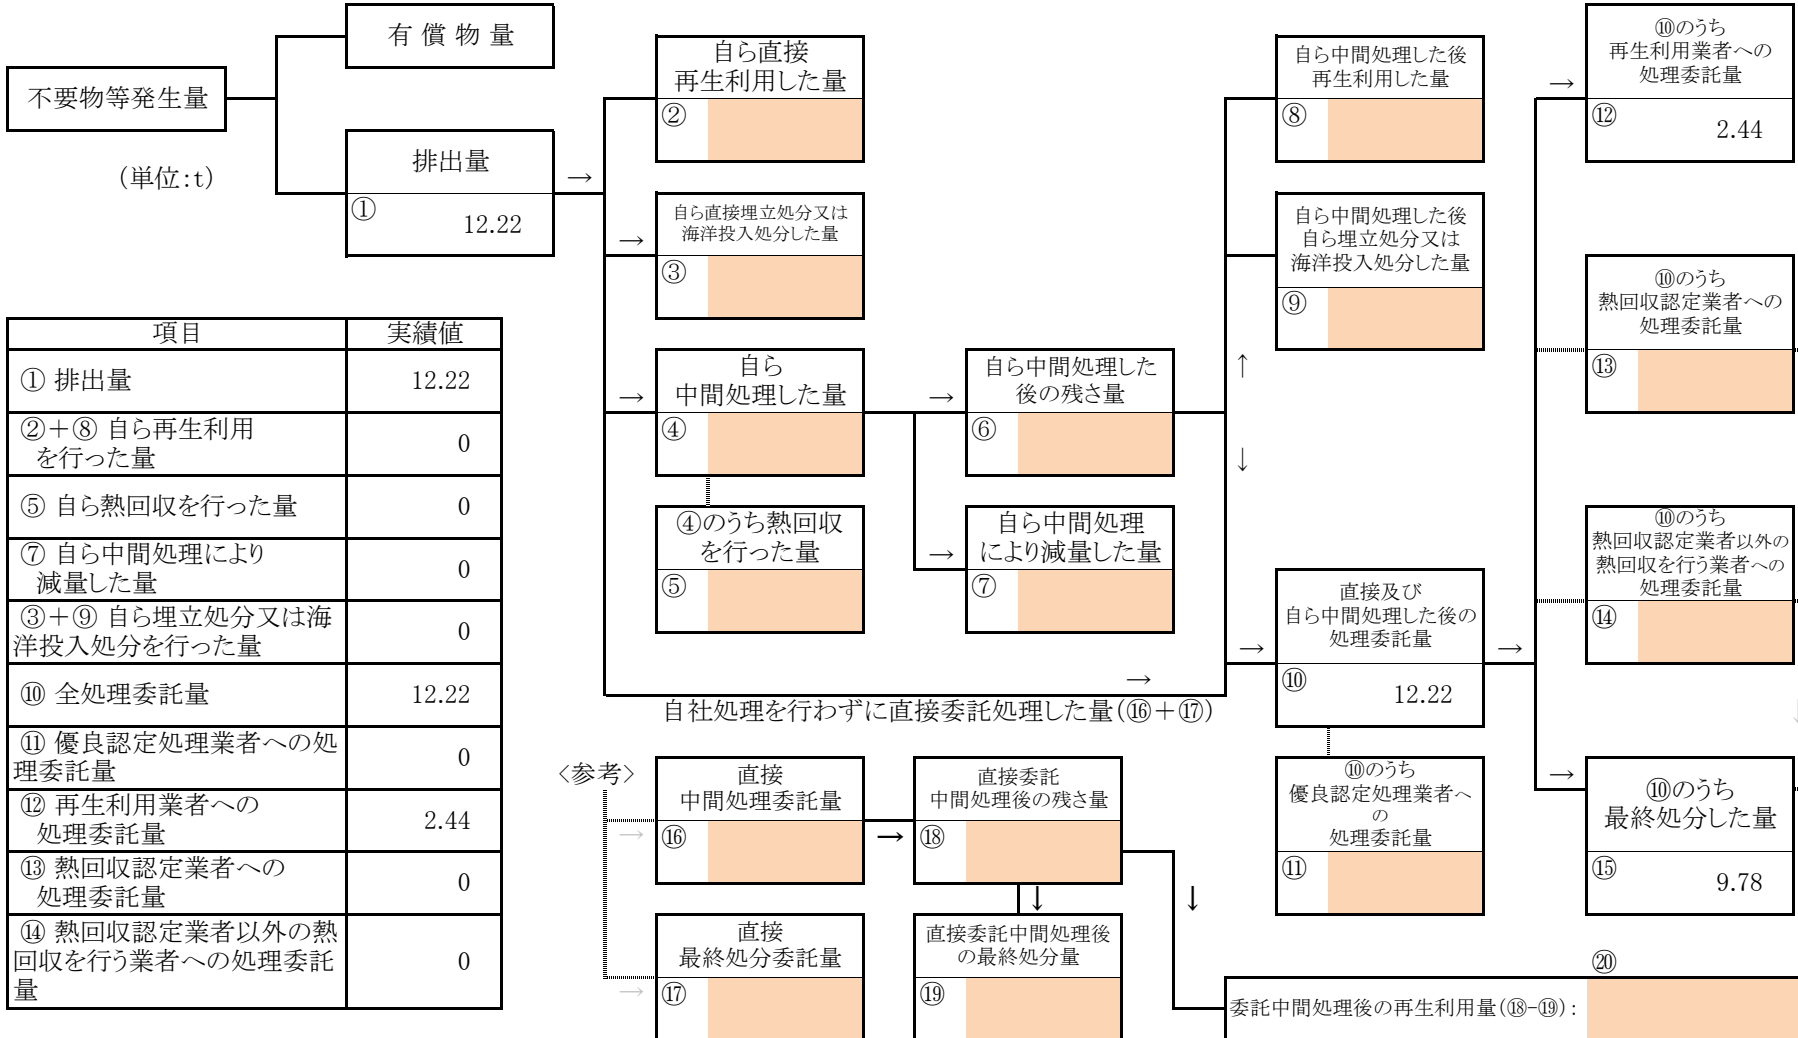 不要物等発生量
(単位:t)
有 償 物 量
排出量
→
①
12.22
自ら直接
再生利用した量
②
→
自ら直接埋立処分又は
海洋投入処分した量
③
→
自ら
中間処理した量
④
④のうち熱回収
を行った量
⑤
→
自ら中間処理した
後の残さ量
⑥
→
自ら中間処理
により減量した量
⑦
自ら中間処理した後
再生利用した量
⑧
自ら中間処理した後
自ら埋立処分又は
海洋投入処分した量
⑨
↑
↓
→
自社処理を行わずに直接委託処理した量(⑯+⑰)
→
直接及び
自ら中間処理した後の
処理委託量
⑩
12.22
→
⑩のうち
優良認定処理業者へ
の
処理委託量
⑪
→
⑩のうち
再生利用業者への
処理委託量
⑫
2.44
⑩のうち
熱回収認定業者への
処理委託量
⑬
⑩のうち
熱回収認定業者以外の
熱回収を行う業者への
処理委託量
⑭
↓
→
⑩のうち
最終処分した量
⑮
9.78
項目 実績値
① 排出量 12.22
②+⑧ 自ら再生利用
を行った量
0
⑤ 自ら熱回収を行った量 0
⑦ 自ら中間処理により
減量した量
0
③+⑨ 自ら埋立処分又は海
洋投入処分を行った量
0
⑩ 全処理委託量 12.22
⑪ 優良認定処理業者への処
理委託量
0
⑫ 再生利用業者への
処理委託量
2.44
⑬ 熱回収認定業者への
処理委託量
0
⑭ 熱回収認定業者以外の熱
回収を行う業者への処理委託
量
0
<参考>
→
直接
中間処理委託量
⑯
→
直接委託
中間処理後の残さ量
⑱
↓
↓
→
直接
最終処分委託量
⑰
直接委託中間処理後
の最終処分量
⑲
⑳
委託中間処理後の再生利用量(⑱-⑲):